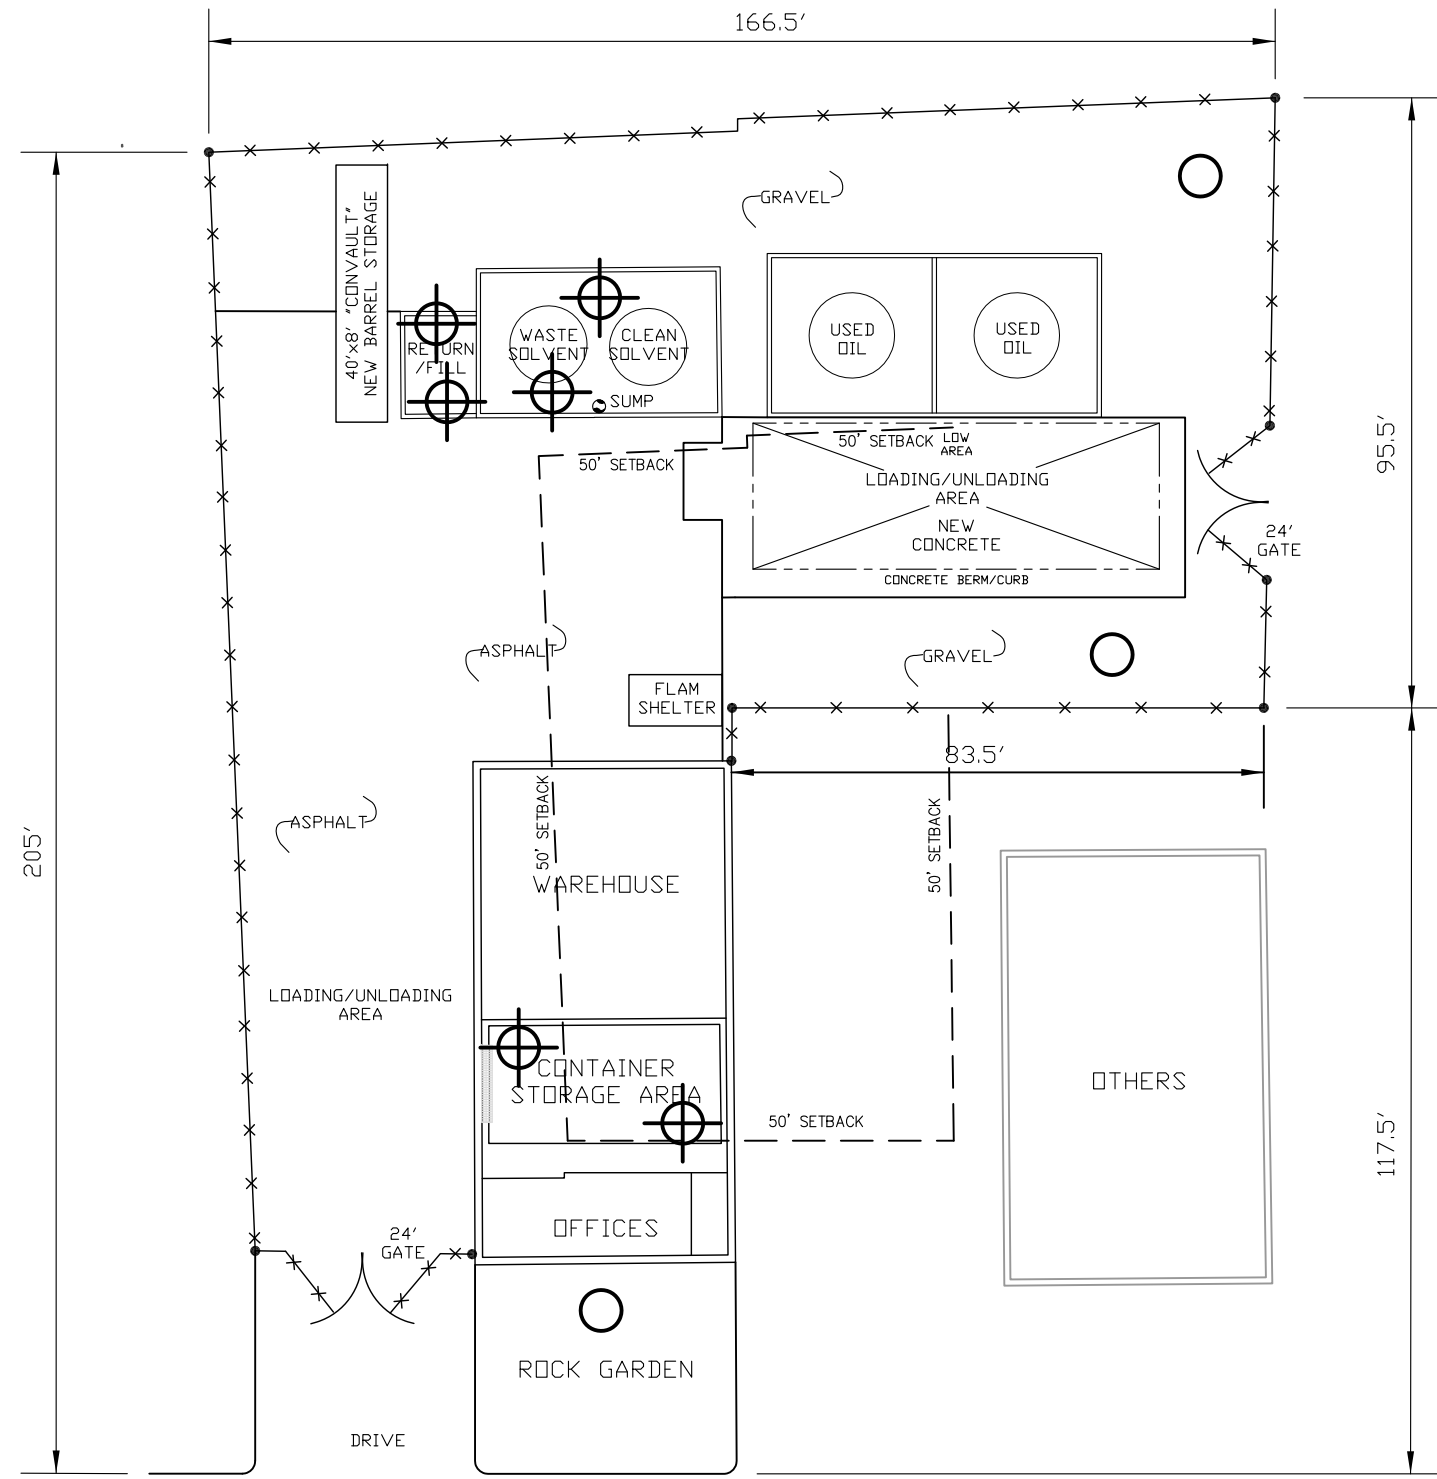 166.5'
GRAVEL
40'x8' "CONVAULT"
NEW BARREL STORAGE
RETURN
/FILL
WASTE
SOLVENT
CLEAN
SOLVENT
SUMP
USED
OIL
USED
OIL
50' SETBACK
LOW
AREA
50' SETBACK
LOADING/UNLOADING
AREA
NEW
CONCRETE
CONCRETE BERM/CURB
24'
GATE
95.5'
ASPHALT
GRAVEL
FLAM
SHELTER
83.5'
50' SETBACK
50' SETBACK
ASPHALT
205'
WAREHOUSE
LOADING/UNLOADING
AREA
CONTAINER
STORAGE AREA
OTHERS
50' SETBACK
117.5'
24'
GATE
OFFICES
ROCK GARDEN
DRIVE